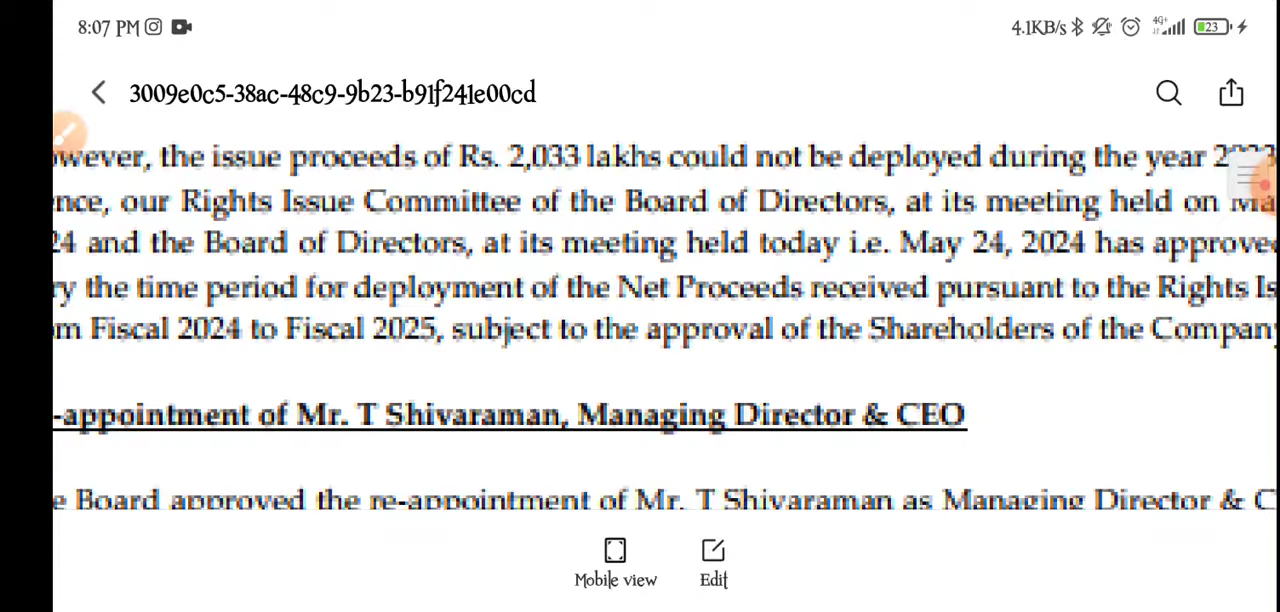 8:07 PM 4.1KB/s 4G+ 23
3009e0c5-38ac-48c9-9b23-b91f241e00cd
owever, the issue proceeds of Rs. 2,033 lakhs could not be deployed during the year
ence, our Rights Issue Committee of the Board of Directors, at its meeting held on
24 and the Board of Directors, at its meeting held today i.e. May 24, 2024 has approved
ry the time period for deployment of the Net Proceeds received pursuant to the Rights Is
om Fiscal 2024 to Fiscal 2025, subject to the approval of the Shareholders of the Company
-appointment of Mr. T Shivaraman, Managing Director & CEO
e Board approved the re-appointment of Mr. T Shivaraman as Managing Director & C
Mobile view Edit